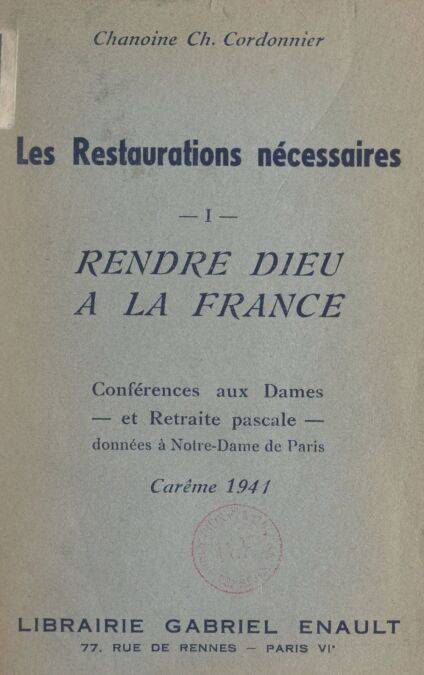 Chanoine Ch. Cordonnier
Les Restaurations nécessaires
— I —
RENDRE DIEU
A LA FRANCE
Conférences aux Dames
— et Retraite pascale —
données à Notre-Dame de Paris
Carême 1941
LIBRAIRIE GABRIEL ENAULT
77, RUE DE RENNES — PARIS VIᵉ